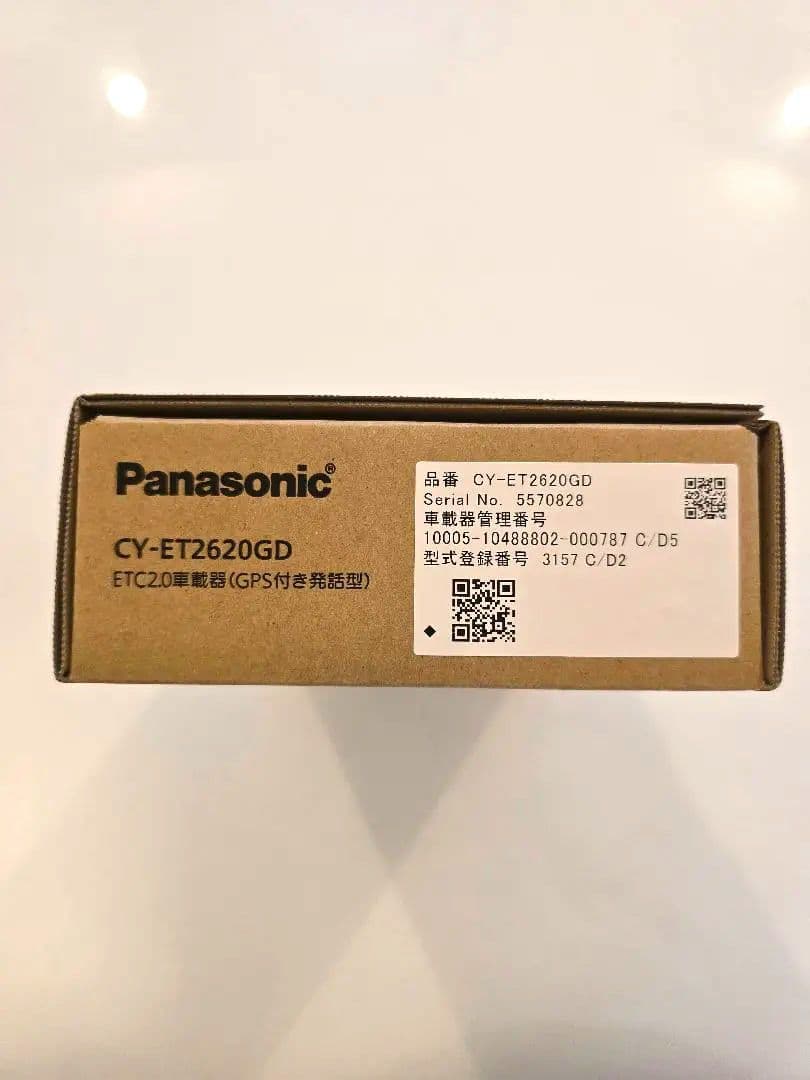 Panasonic®
CY-ET2620GD
ETC2.0車載器(GPS付き発話型)
品番 CY-ET2620GD
Serial No. 5570828
車載器管理番号
10005-10488802-000787 C/D5
型式登録番号 3157 C/D2